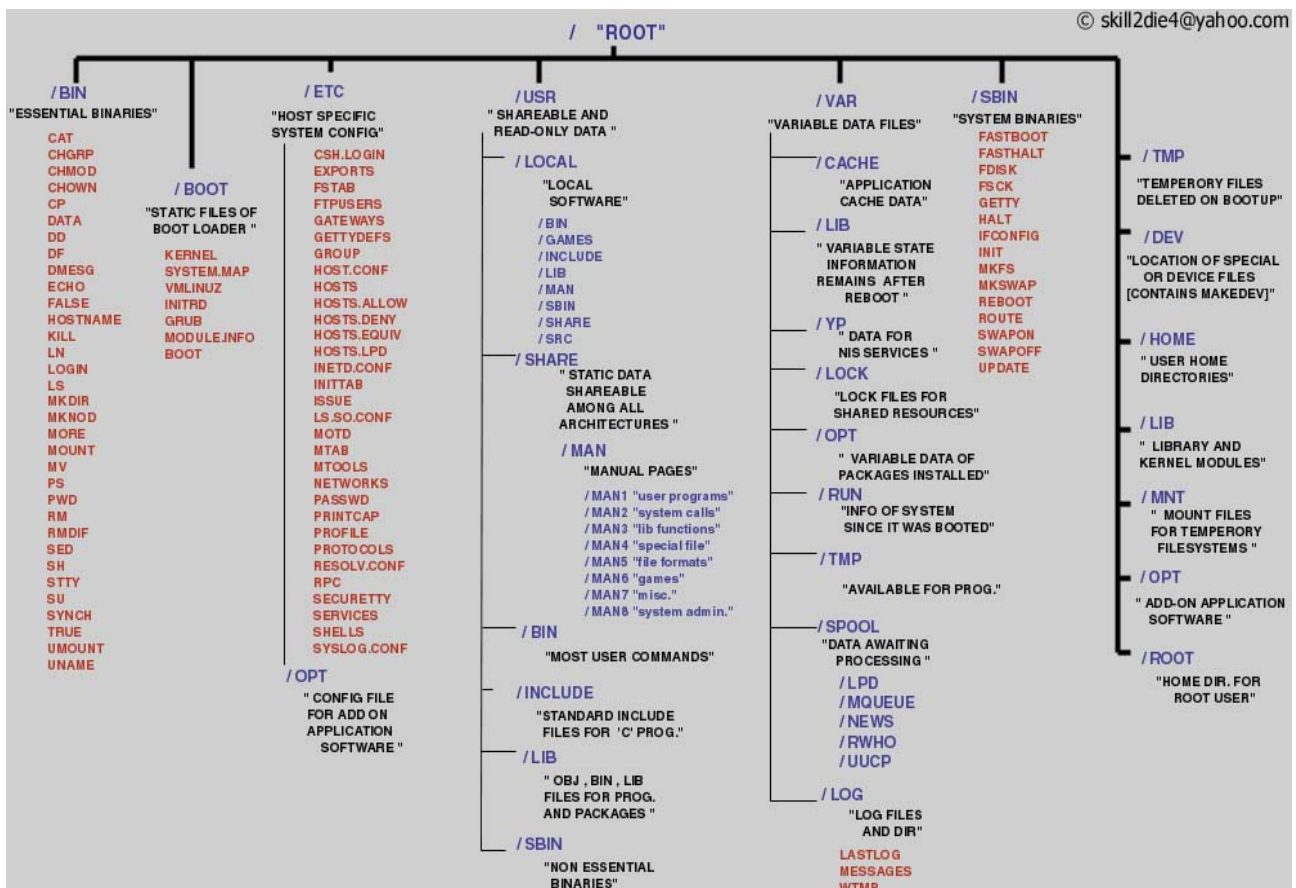 © skill2die4@yahoo.com
/ "ROOT"
/BIN
"ESSENTIAL BINARIES"
CAT
CHGRP
CHMOD
CHOWN
CP
DATA
DD
DF
DMESG
ECHO
FALSE
HOSTNAME
KILL
LN
LOGIN
LS
MKDIR
MKNOD
MORE
MOUNT
MV
PS
PWD
RM
RMDIF
SED
SH
STTY
SU
SYNCH
TRUE
UMOUNT
UNAME
/BOOT
"STATIC FILES OF
BOOT LOADER "
KERNEL
SYSTEM.MAP
VMLINUZ
INITRD
GRUB
MODULE.INFO
BOOT
/ ETC
"HOST SPECIFIC
SYSTEM CONFIG"
CSH.LOGIN
EXPORTS
FSTAB
FTPUSERS
GATEWAYS
GETTYDEFS
GROUP
HOST.CONF
HOSTS
HOSTS.ALLOW
HOSTS.DENY
HOSTS.EQUIV
HOSTS.LPD
INETD.CONF
INITTAB
ISSUE
LS.SO.CONF
MOTD
MTAB
MTOOLS
NETWORKS
PASSWD
PRINTCAP
PROFILE
PROTOCOLS
RESOLV.CONF
RPC
SECURETTY
SERVICES
SHELLS
SYSLOG.CONF
/OPT
" CONFIG FILE
FOR ADD ON
APPLICATION
SOFTWARE "
/USR
" SHAREABLE AND
READ-ONLY DATA "
/ LOCAL
"LOCAL
SOFTWARE"
/BIN
/GAMES
/INCLUDE
/LIB
/MAN
/SBIN
/SHARE
/SRC
/ SHARE
" STATIC DATA
SHAREABLE
AMONG ALL
ARCHITECTURES "
/ MAN
"MANUAL PAGES"
/MAN1 "user programs"
/MAN2 "system calls"
/MAN3 "lib functions"
/MAN4 "special file"
/MAN5 "file formats"
/MAN6 "games"
/MAN7 "misc."
/MAN8 "system admin."
/ BIN
"MOST USER COMMANDS"
/INCLUDE
"STANDARD INCLUDE
FILES FOR 'C' PROG."
/LIB
" OBJ , BIN , LIB
FILES FOR PROG.
AND PACKAGES "
/SBIN
"NON ESSENTIAL
BINARIES"
/VAR
"VARIABLE DATA FILES"
/ CACHE
"APPLICATION
CACHE DATA"
/ LIB
" VARIABLE STATE
INFORMATION
REMAINS AFTER
REBOOT "
/ YP
" DATA FOR
NIS SERVICES "
/ LOCK
"LOCK FILES FOR
SHARED RESOURCES"
/OPT
" VARIABLE DATA OF
PACKAGES INSTALLED"
/ RUN
"INFO OF SYSTEM
SINCE IT WAS BOOTED"
/TMP
"AVAILABLE FOR PROG."
/SPOOL
"DATA AWAITING
PROCESSING "
/LPD
/MQUEUE
/NEWS
/RWHO
/UUCP
/ LOG
"LOG FILES
AND DIR"
LASTLOG
MESSAGES
WTMP
/ SBIN
"SYSTEM BINARIES"
FASTBOOT
FASTHALT
FDISK
FSCK
GETTY
HALT
IFCONFIG
INIT
MKFS
MKSWAP
REBOOT
ROUTE
SWAPON
SWAPOFF
UPDATE
/ TMP
"TEMPERORY FILES
DELETED ON BOOTUP"
/ DEV
"LOCATION OF SPECIAL
OR DEVICE FILES
[CONTAINS MAKEDEV]"
/ HOME
" USER HOME
DIRECTORIES"
/ LIB
" LIBRARY AND
KERNEL MODULES"
/ MNT
" MOUNT FILES
FOR TEMPERORY
FILESYSTEMS "
/OPT
" ADD-ON APPLICATION
SOFTWARE "
/ROOT
"HOME DIR. FOR
ROOT USER"